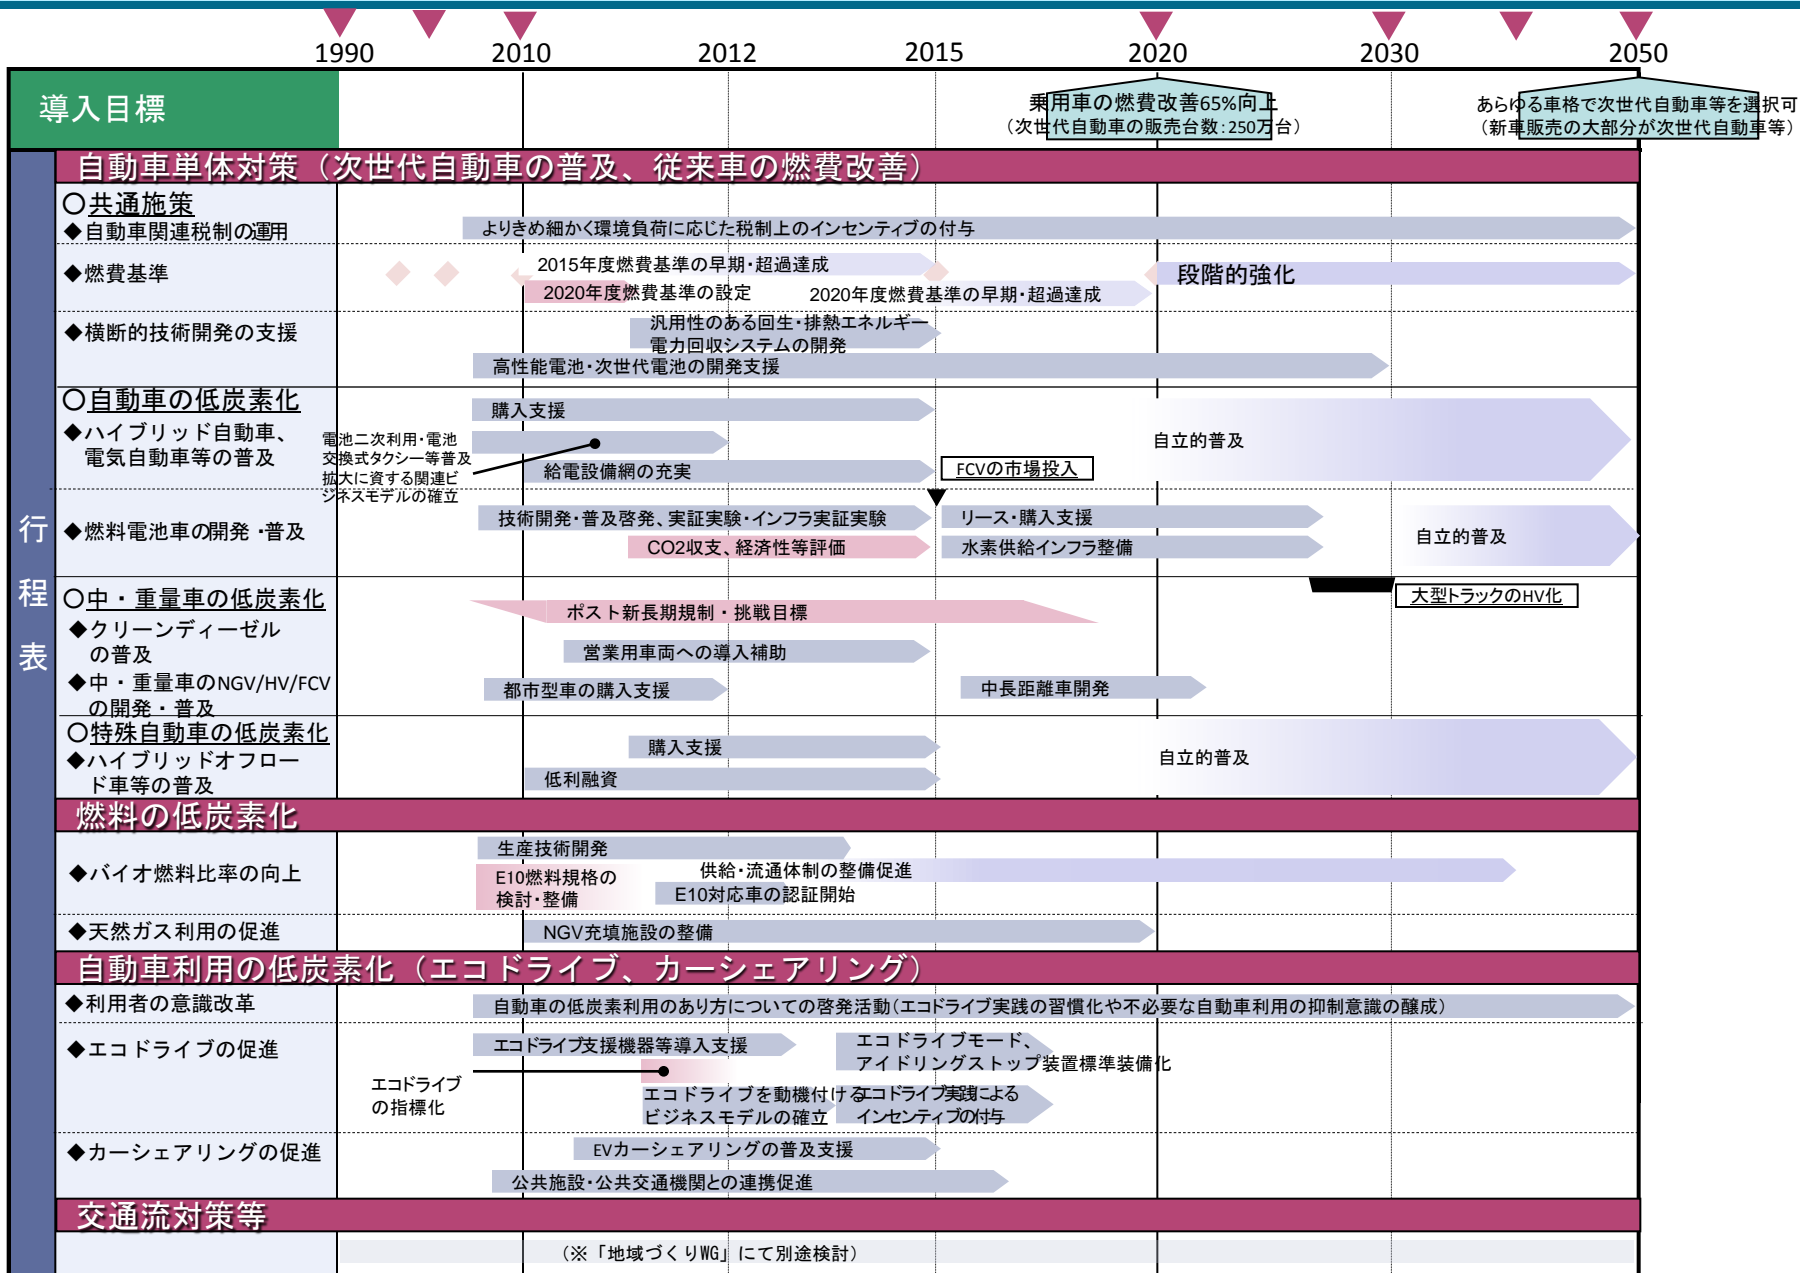 1990 2010 2012 2015 2020 2030 2050
導入目標
乗用車の燃費改善65%向上
(次世代自動車の販売台数:250万台)
あらゆる車格で次世代自動車等を選択可
(新車販売の大部分が次世代自動車等)
行程表
自動車単体対策(次世代自動車の普及、従来車の燃費改善)
〇共通施策
◆自動車関連税制の運用
よりきめ細かく環境負荷に応じた税制上のインセンティブの付与
◆燃費基準
2015年度燃費基準の早期・超過達成
2020年度燃費基準の設定
2020年度燃費基準の早期・超過達成
段階的強化
◆横断的技術開発の支援
汎用性のある回生・排熱エネルギー
電力回収システムの開発
高性能電池・次世代電池の開発支援
〇自動車の低炭素化
◆ハイブリッド自動車、
電気自動車等の普及
購入支援
電池二次利用・電池
交換式タクシー等普及
拡大に資する関連ビ
ジネスモデルの確立
給電設備網の充実
自立的普及
FCVの市場投入
◆燃料電池車の開発・普及
技術開発・普及啓発、実証実験・インフラ実証実験
CO2収支、経済性等評価
リース・購入支援
水素供給インフラ整備
自立的普及
〇中・重量車の低炭素化
◆クリーンディーゼル
の普及
ポスト新長期規制・挑戦目標
大型トラックのHV化
営業用車両への導入補助
◆中・重量車のNGV/HV/FCV
の開発・普及
都市型車の購入支援
中長距離車開発
〇特殊自動車の低炭素化
◆ハイブリッドオフロー
ド車等の普及
購入支援
低利融資
自立的普及
燃料の低炭素化
◆バイオ燃料比率の向上
生産技術開発
E10燃料規格の
検討・整備
供給・流通体制の整備促進
E10対応車の認証開始
◆天然ガス利用の促進
NGV充填施設の整備
自動車利用の低炭素化(エコドライブ、カーシェアリング)
◆利用者の意識改革
自動車の低炭素利用のあり方についての啓発活動(エコドライブ実践の習慣化や不必要な自動車利用の抑制意識の醸成)
◆エコドライブの促進
エコドライブ支援機器等導入支援
エコドライブモード、
アイドリングストップ装置標準装備化
エコドライブ
の指標化
エコドライブを動機付ける
ビジネスモデルの確立
エコドライブ実践による
インセンティブの付与
◆カーシェアリングの促進
EVカーシェアリングの普及支援
公共施設・公共交通機関との連携促進
交通流対策等
(※「地域づくりWG」にて別途検討)